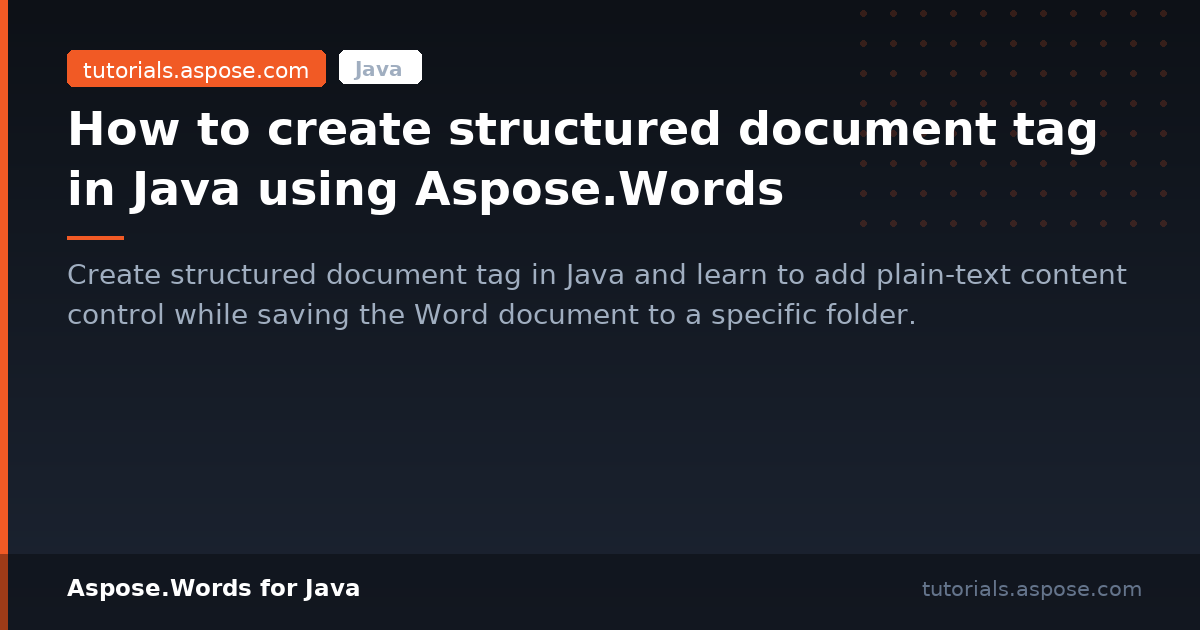 tutorials.aspose.com Java
How to create structured document tag
in Java using Aspose.Words
Create structured document tag in Java and learn to add plain-text content
control while saving the Word document to a specific folder.
Aspose.Words for Java
tutorials.aspose.com